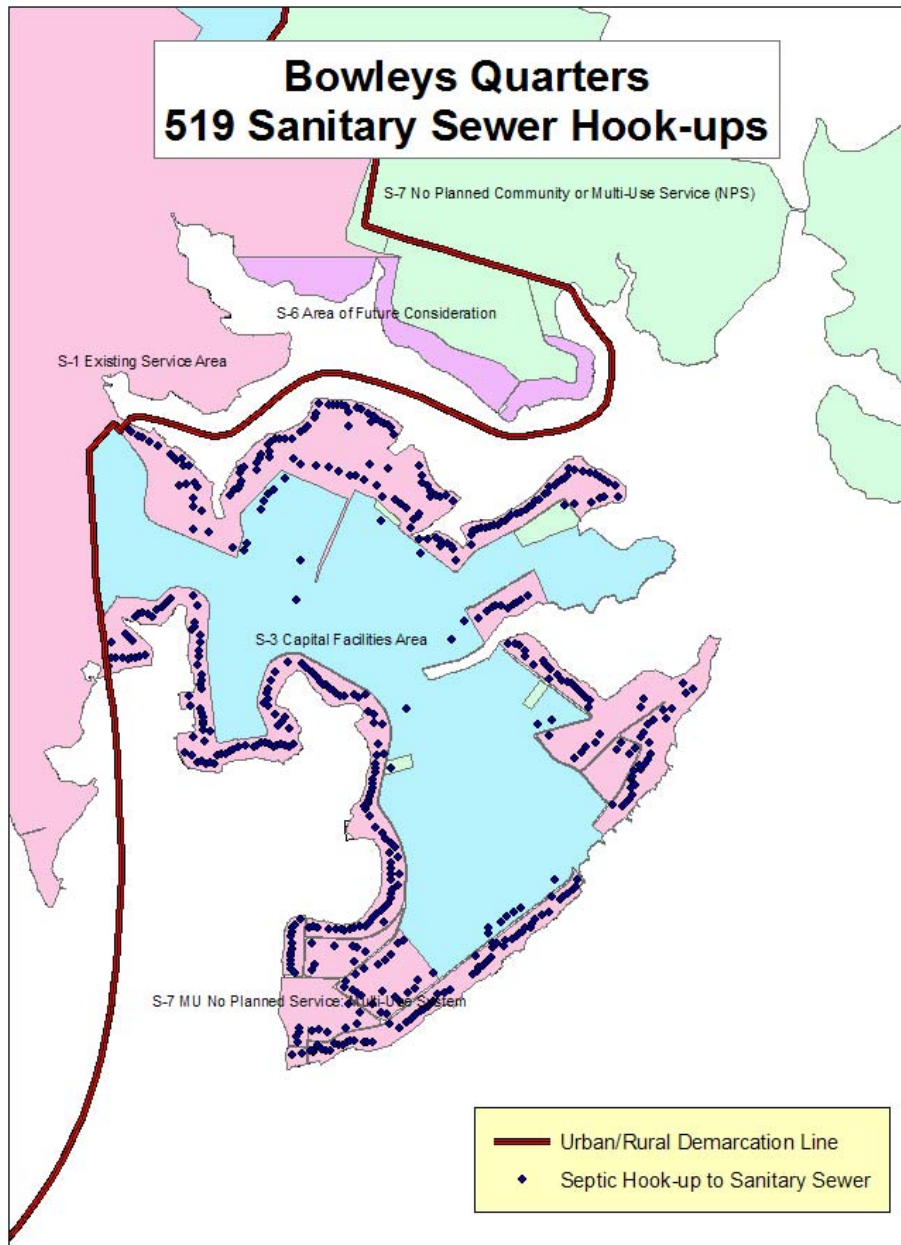 Bowleys Quarters
519 Sanitary Sewer Hook-ups
S-7 No Planned Community or Multi-Use Service (NPS)
S-6 Area of Future Consideration
S-1 Existing Service Area
S-3 Capital Facilities Area
S-7 MU No Planned Service: Multi-Use System
Urban/Rural Demarcation Line
Septic Hook-up to Sanitary Sewer